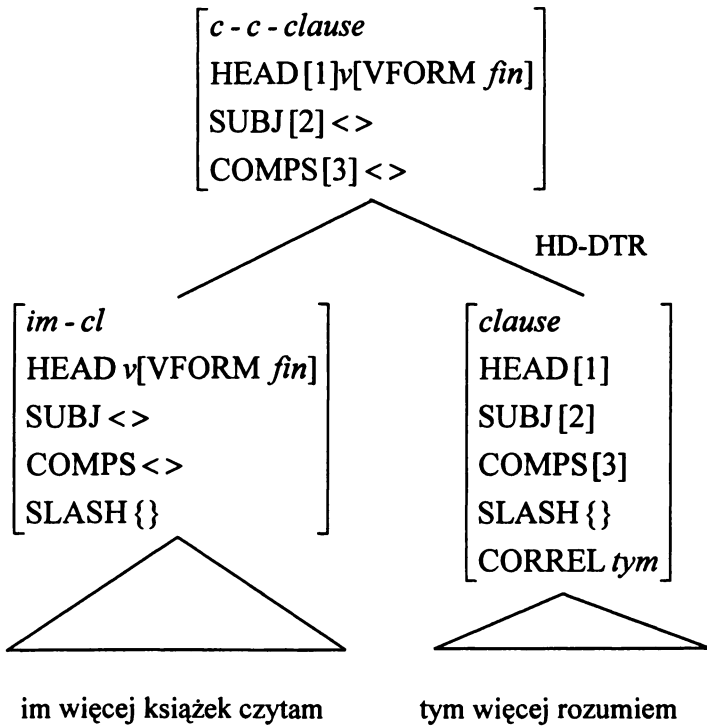 c - c - clause
HEAD [1]v[VFORM fin]
SUBJ [2] < >
COMPS [3] < >
HD-DTR
im - cl
HEAD v[VFORM fin]
SUBJ < >
COMPS < >
SLASH {}
clause
HEAD [1]
SUBJ [2]
COMPS [3]
SLASH {}
CORREL tym
im więcej książek czytam
tym więcej rozumiem